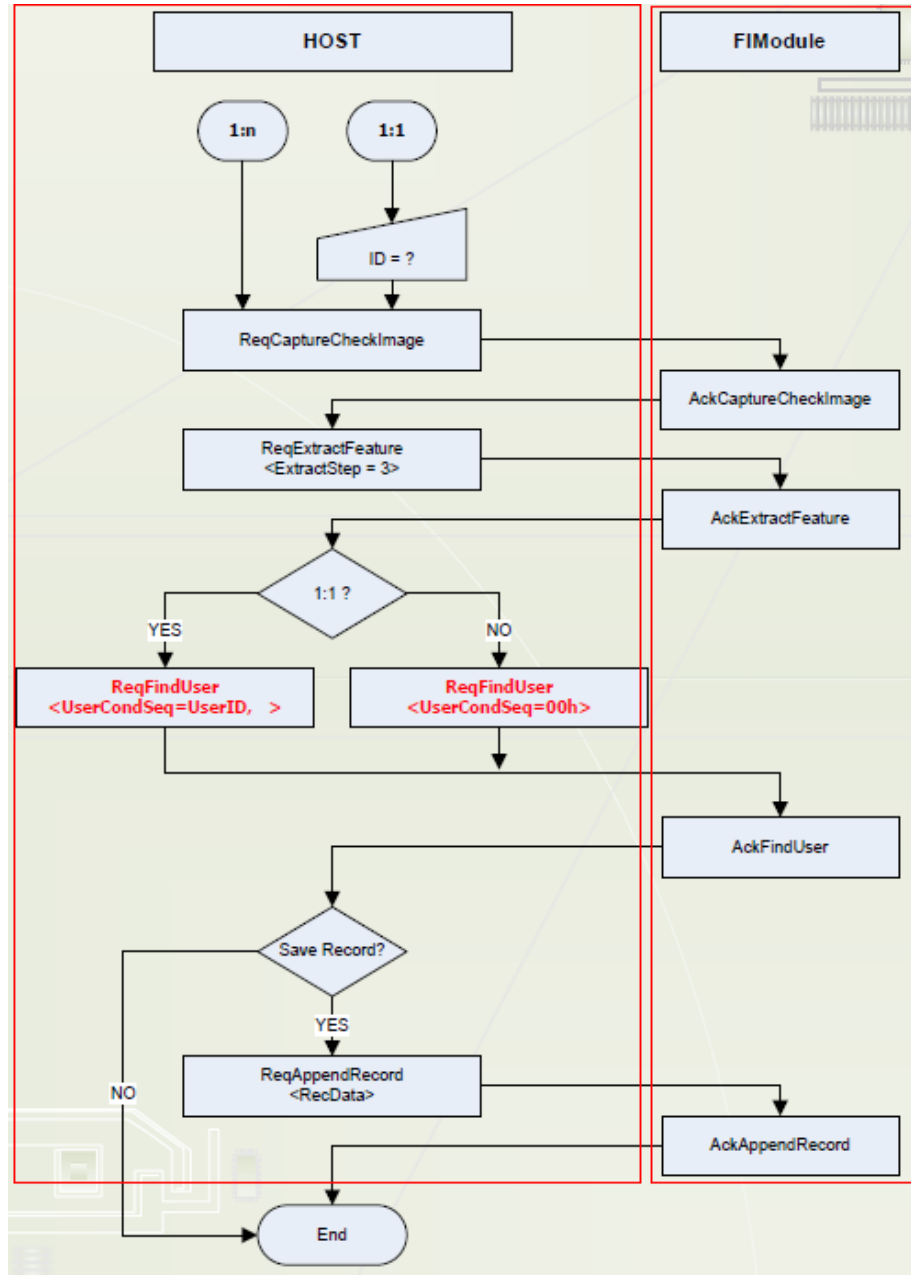 HOST
FIModule
1:n
1:1
ID = ?
ReqCaptureCheckImage
AckCaptureCheckImage
ReqExtractFeature
<ExtractStep = 3>
AckExtractFeature
1:1 ?
YES
NO
ReqFindUser
<UserCondSeq=UserID,   >
ReqFindUser
<UserCondSeq=00h>
AckFindUser
Save Record?
YES
NO
ReqAppendRecord
<RecData>
AckAppendRecord
End